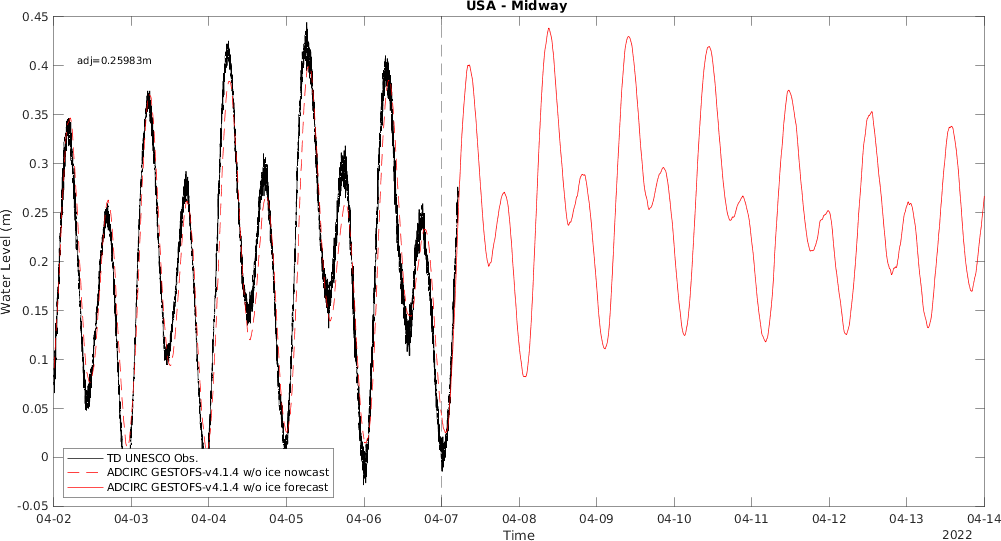 USA - Midway
adj=0.25983m
0.45
0.4
0.35
0.3
0.25
0.2
0.15
0.1
0.05
0
-0.05
Water Level (m)
TD UNESCO Obs.
ADCIRC GESTOFS-v4.1.4 w/o ice nowcast
ADCIRC GESTOFS-v4.1.4 w/o ice forecast
04-02 04-03 04-04 04-05 04-06 04-07 04-08 04-09 04-10 04-11 04-12 04-13 04-14
Time
2022